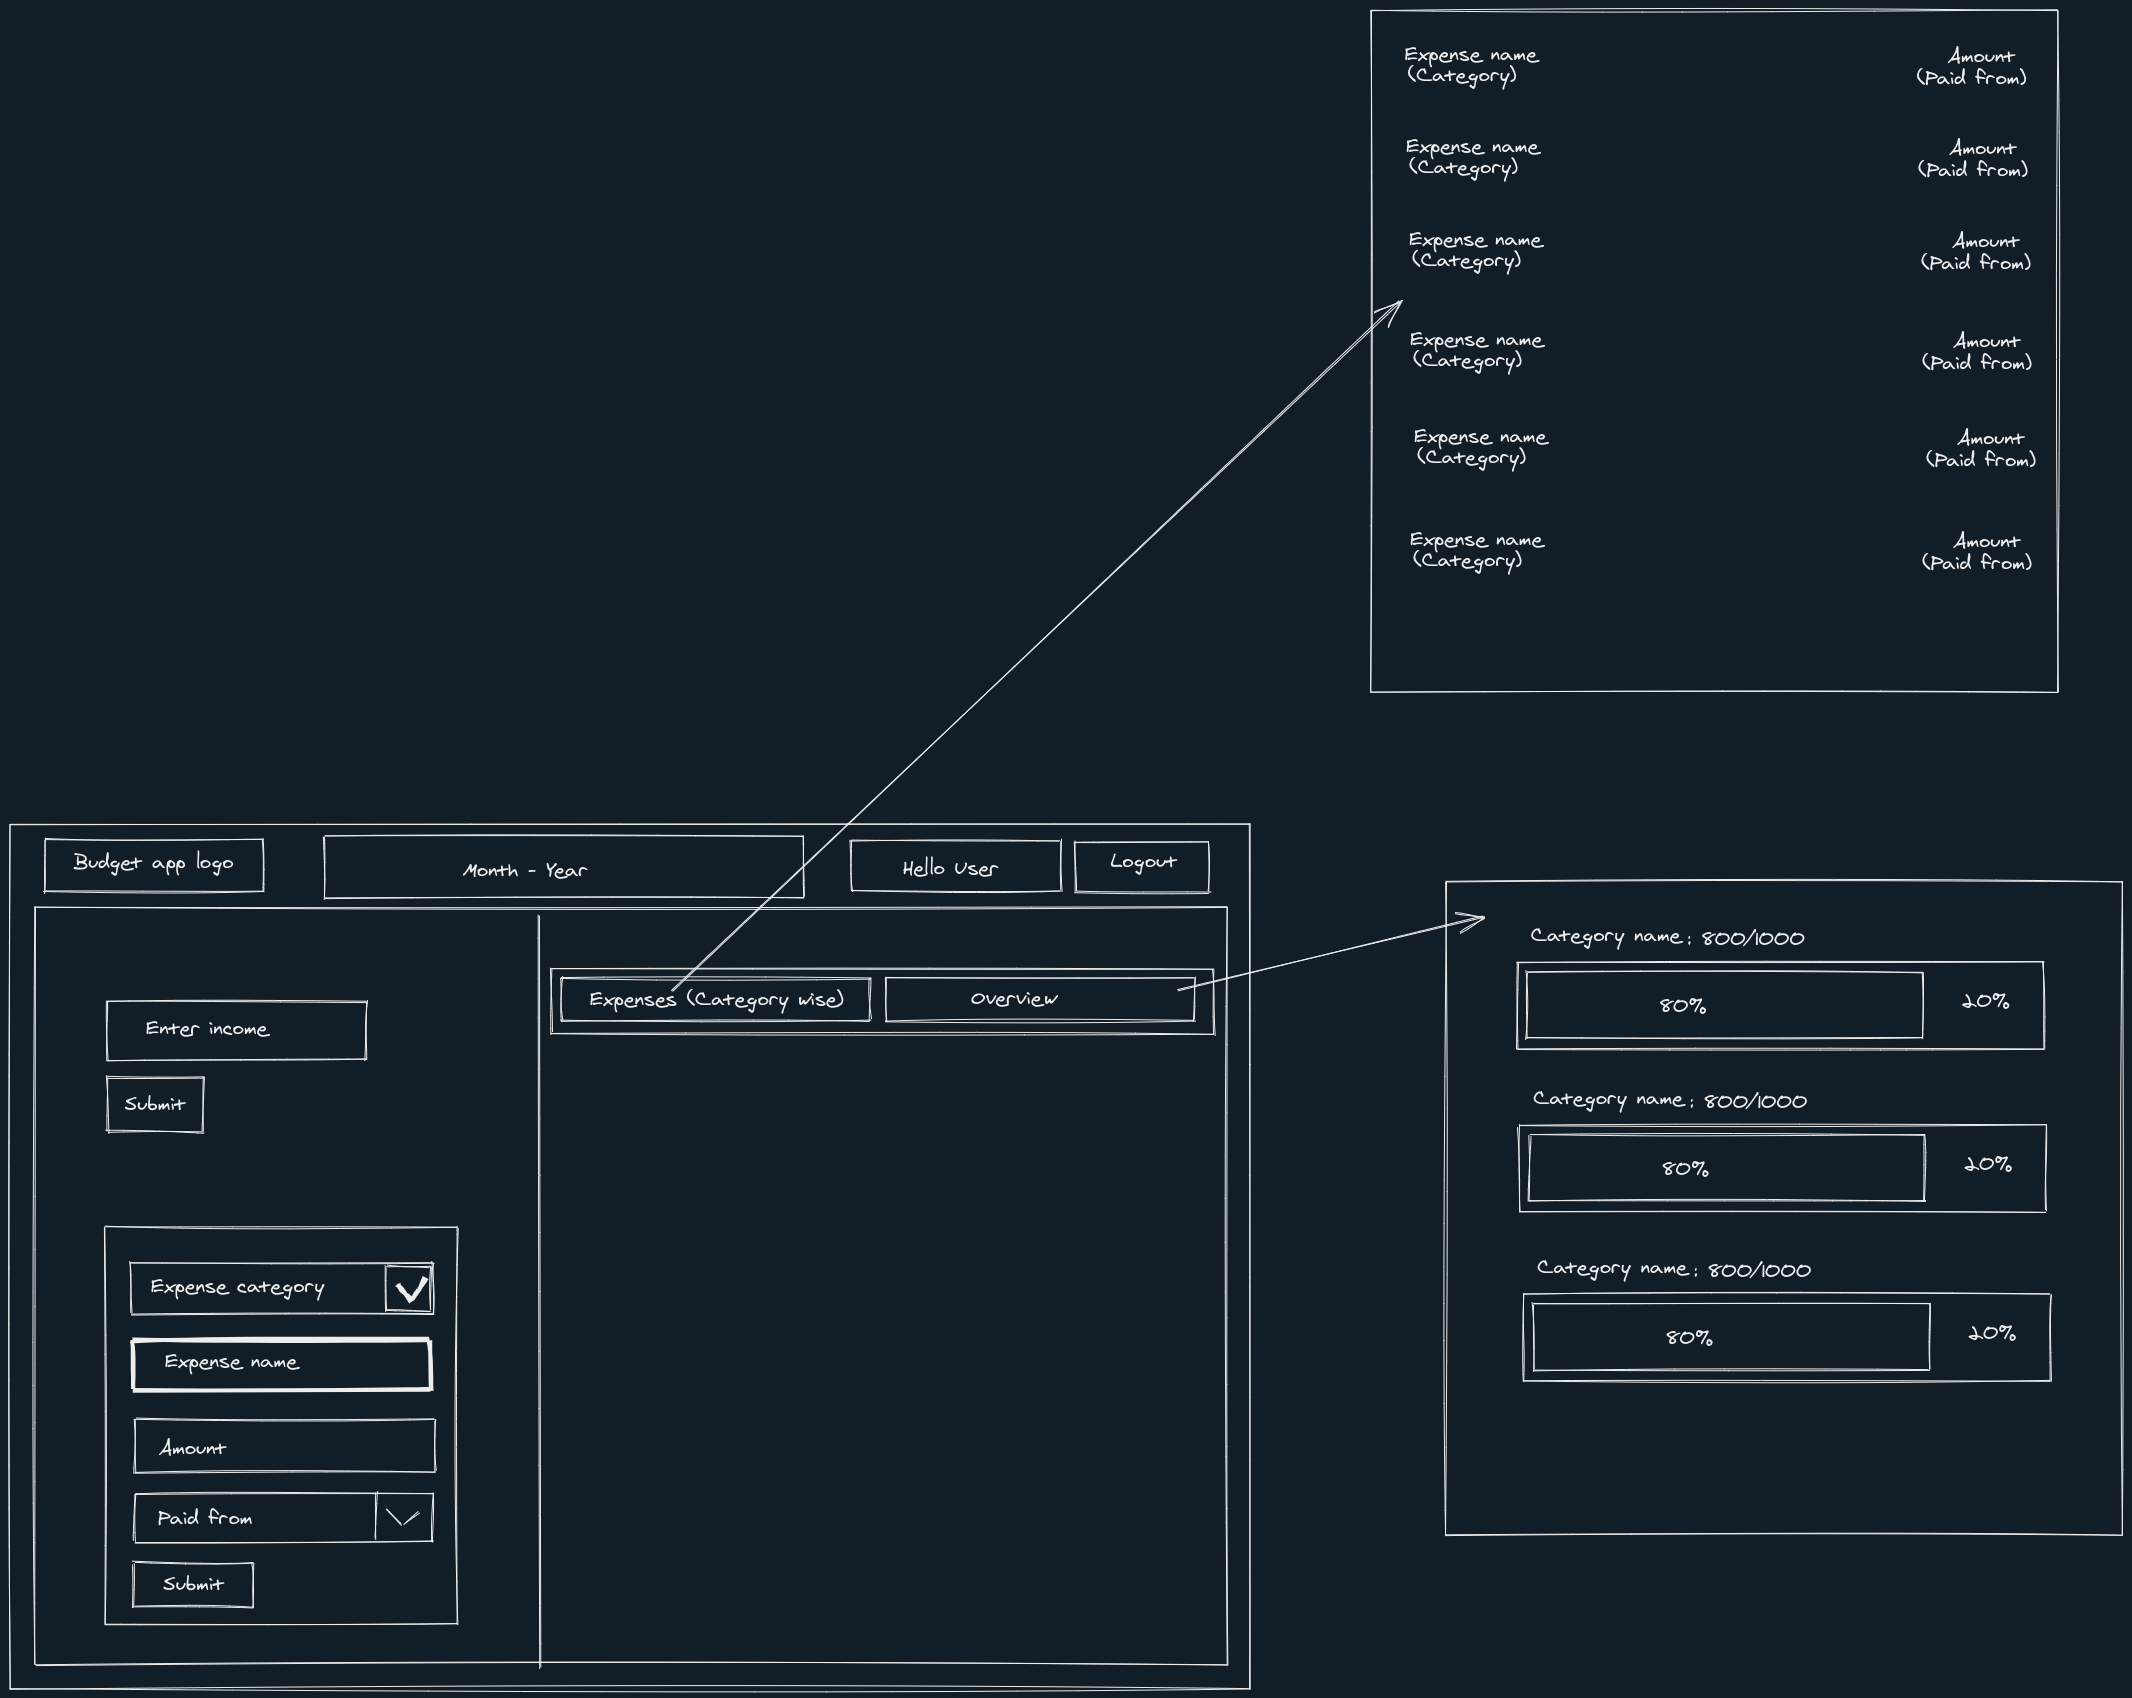 Expense name
(Category)
Amount
(Paid from)
Expense name
(Category)
Amount
(Paid from)
Expense name
(Category)
Amount
(Paid from)
Expense name
(Category)
Amount
(Paid from)
Expense name
(Category)
Amount
(Paid from)
Expense name
(Category)
Amount
(Paid from)
Budget app logo
Month - Year
Hello User
Logout
Enter income
Submit
Expense category
Expense name
Amount
Paid from
Submit
Expenses (Category wise)
Overview
Category name: 800/1000
80%
20%
Category name: 800/1000
80%
20%
Category name: 800/1000
80%
20%